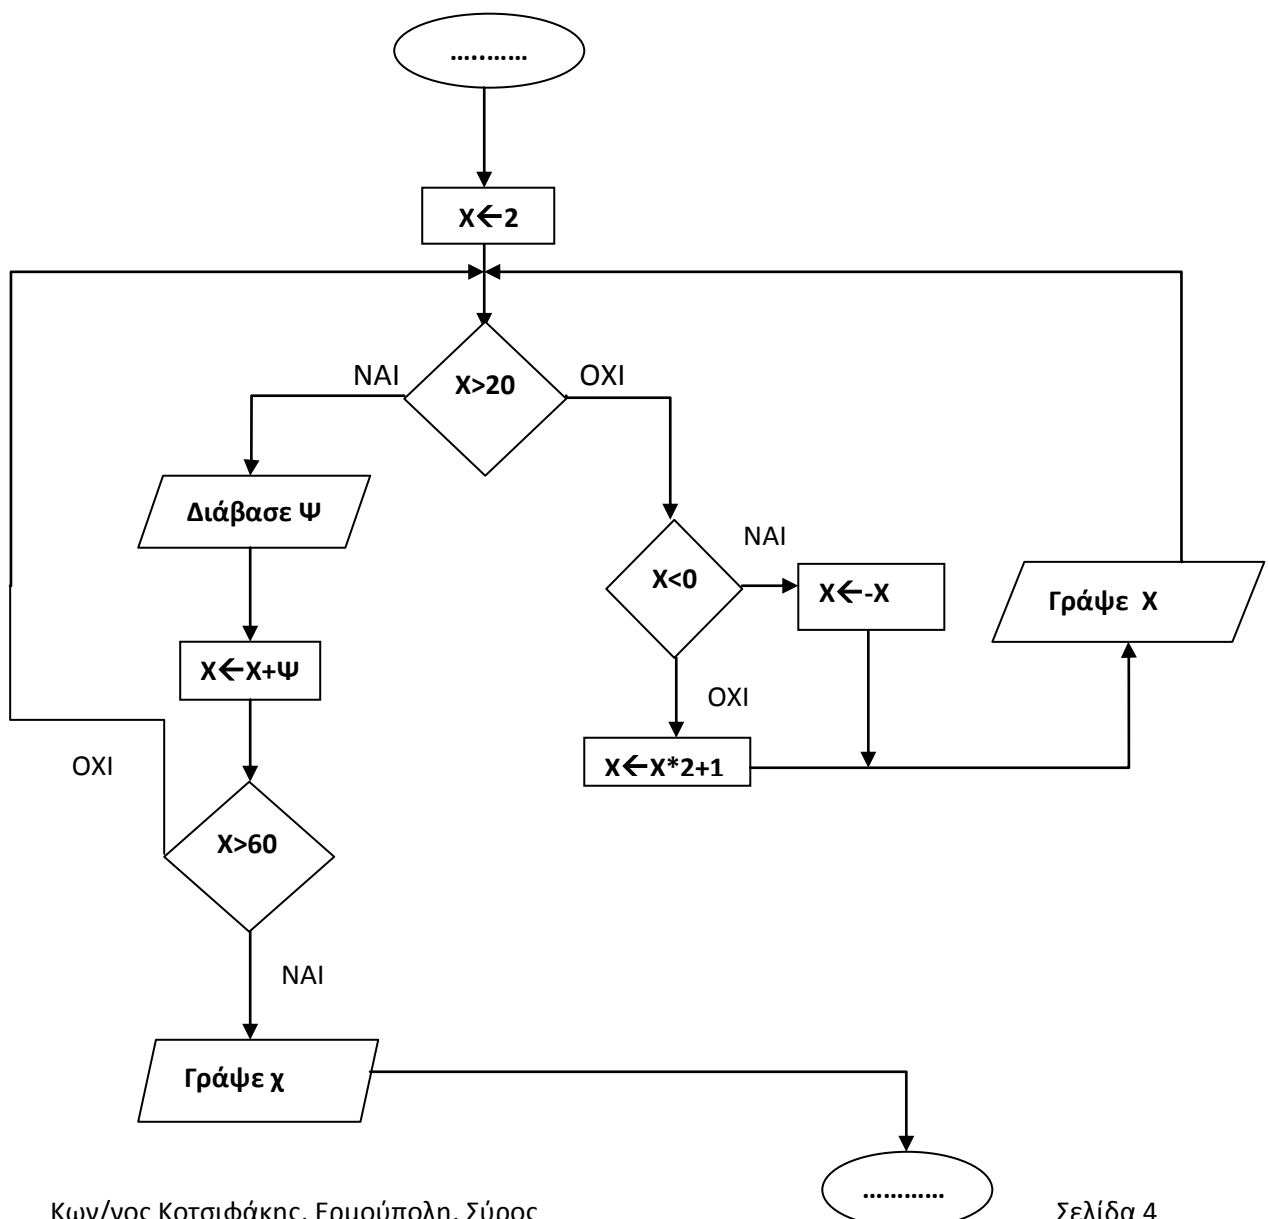 ………..
Χ←2
ΝΑΙ
Χ>20
ΟΧΙ
Διάβασε Ψ
ΝΑΙ
Χ<0
Χ←-Χ
Γράψε Χ
Χ←Χ+Ψ
ΟΧΙ
ΟΧΙ
Χ←Χ*2+1
Χ>60
ΝΑΙ
Γράψε χ
…………
Κων/νος Κοτσιφάκης, Ερμούπολη, Σύρος
Σελίδα 4